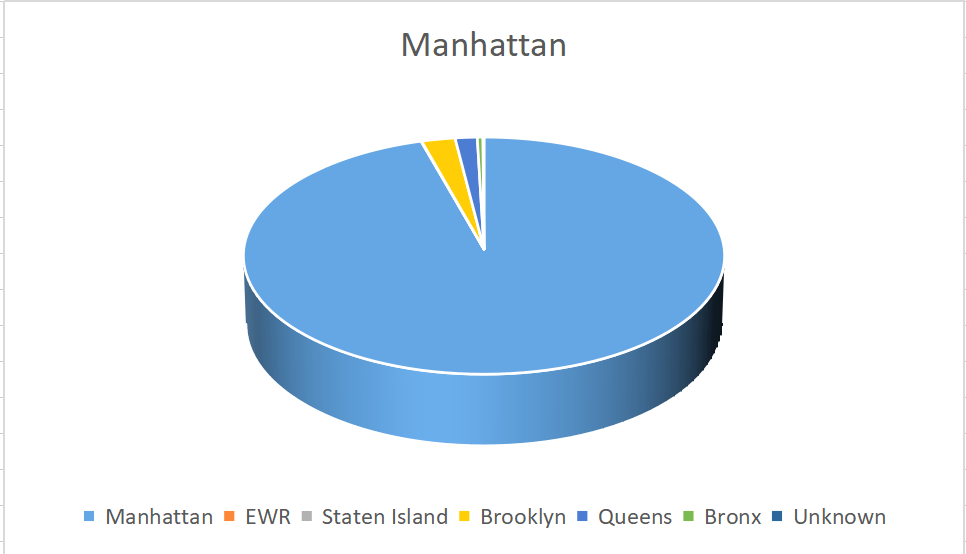 Manhattan
Manhattan EWR Staten Island Brooklyn Queens Bronx Unknown